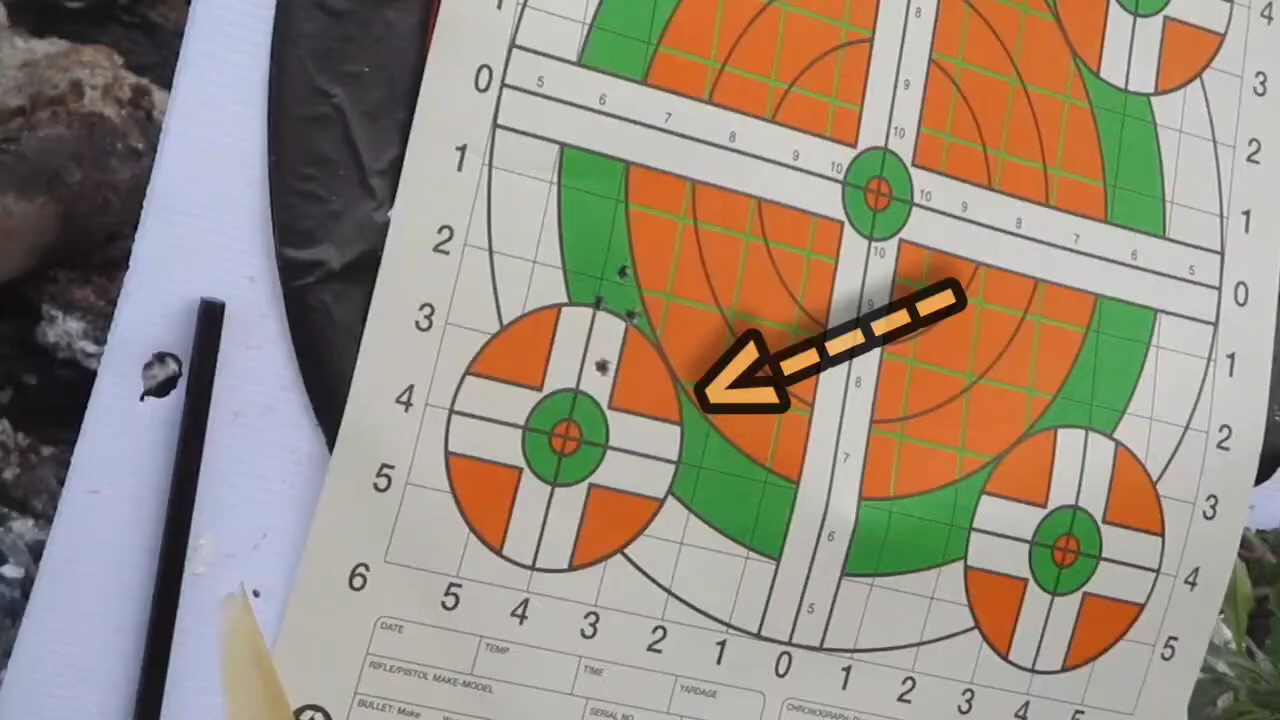 8
4
9
3
0
5 6 7 8 9 10
10
2
1
10 9 8 7 6 5
1
2
10
0
3
9
1
4
8
2
5
7
3
6
6
4
5
5
6 5 4 3 2 1 0 1 2 3 4 5
DATE
TEMP
TIME
YARDAGE
RIFLE/PISTOL MAKE-MODEL
SERIAL NO.
BULLET: Make